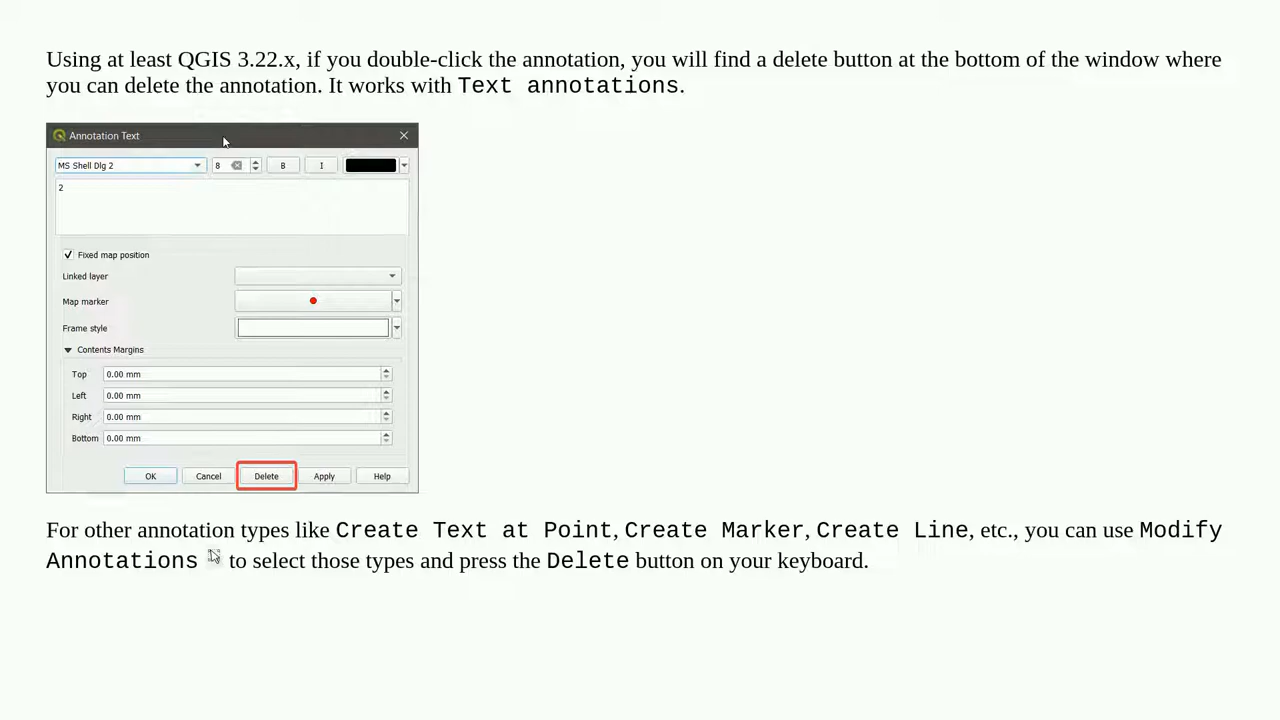 Using at least QGIS 3.22.x, if you double-click the annotation, you will find a delete button at the bottom of the window where
you can delete the annotation. It works with Text annotations.
Annotation Text
MS Shell Dlg 2 8 B I
2
Fixed map position
Linked layer
Map marker
Frame style
Contents Margins
Top 0.00 mm
Left 0.00 mm
Right 0.00 mm
Bottom 0.00 mm
OK Cancel Delete Apply Help
For other annotation types like Create Text at Point, Create Marker, Create Line, etc., you can use Modify
Annotations to select those types and press the Delete button on your keyboard.